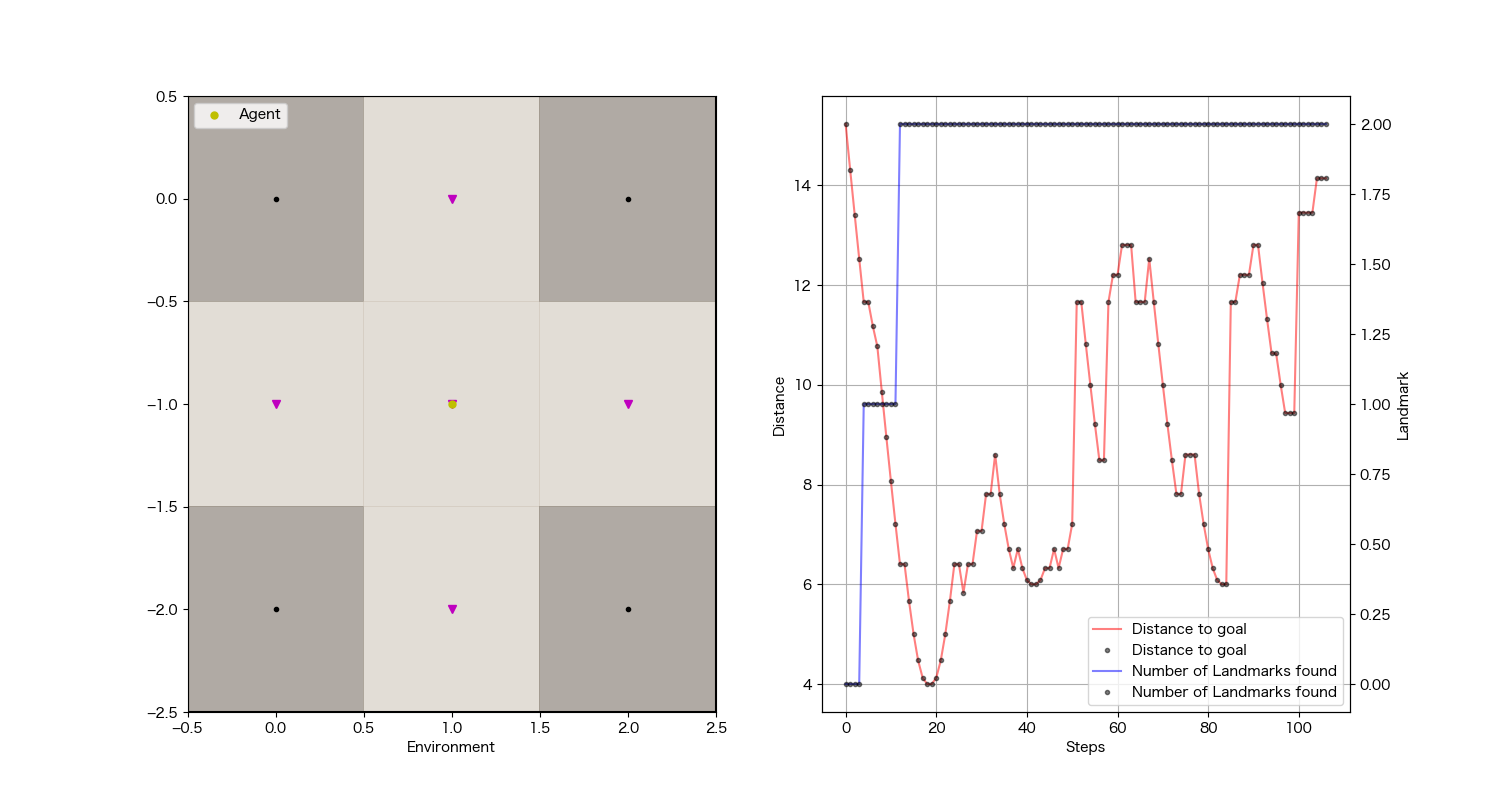 Agent
0.5
0.0
−0.5
−1.0
−1.5
−2.0
−2.5
−0.5 0.0 0.5 1.0 1.5 2.0 2.5
Environment
14
12
10
8
6
4
Distance
0 20 40 60 80 100
Steps
2.00
1.75
1.50
1.25
1.00
0.75
0.50
0.25
0.00
Landmark
Distance to goal
Distance to goal
Number of Landmarks found
Number of Landmarks found